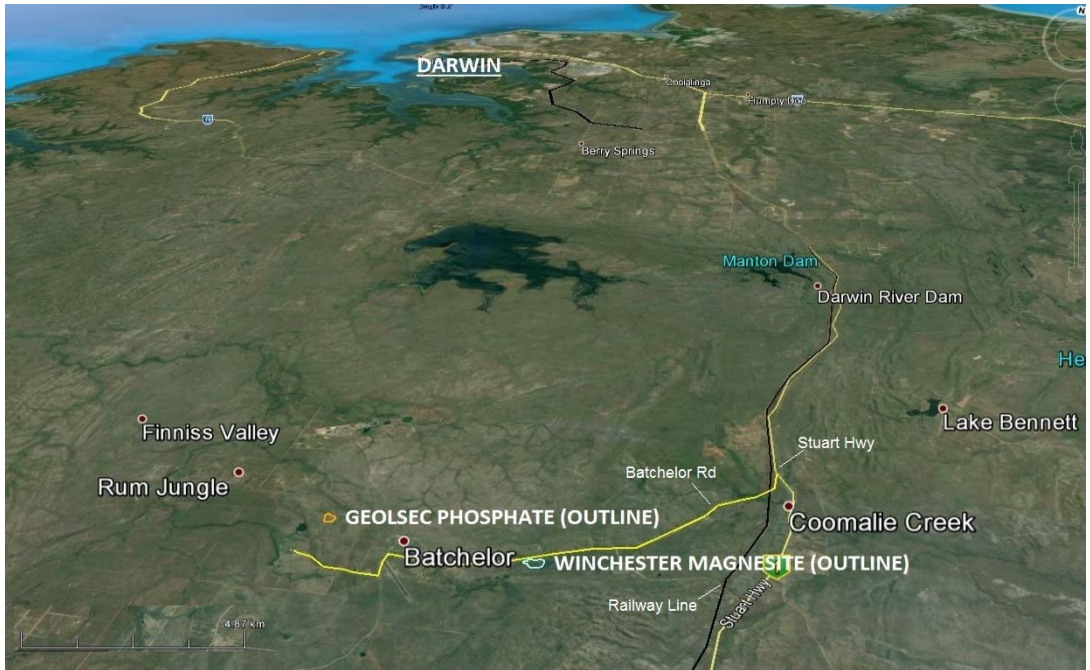 N
DARWIN
Coolalinga
Humpty Doo
Berry Springs
Manton Dam
Darwin River Dam
He
Finniss Valley
Lake Bennett
Stuart Hwy
Rum Jungle
Batchelor Rd
GEOLSEC PHOSPHATE (OUTLINE)
Coomalie Creek
Batchelor
WINCHESTER MAGNESITE (OUTLINE)
Railway Line
Stuart Hwy
4.87 km